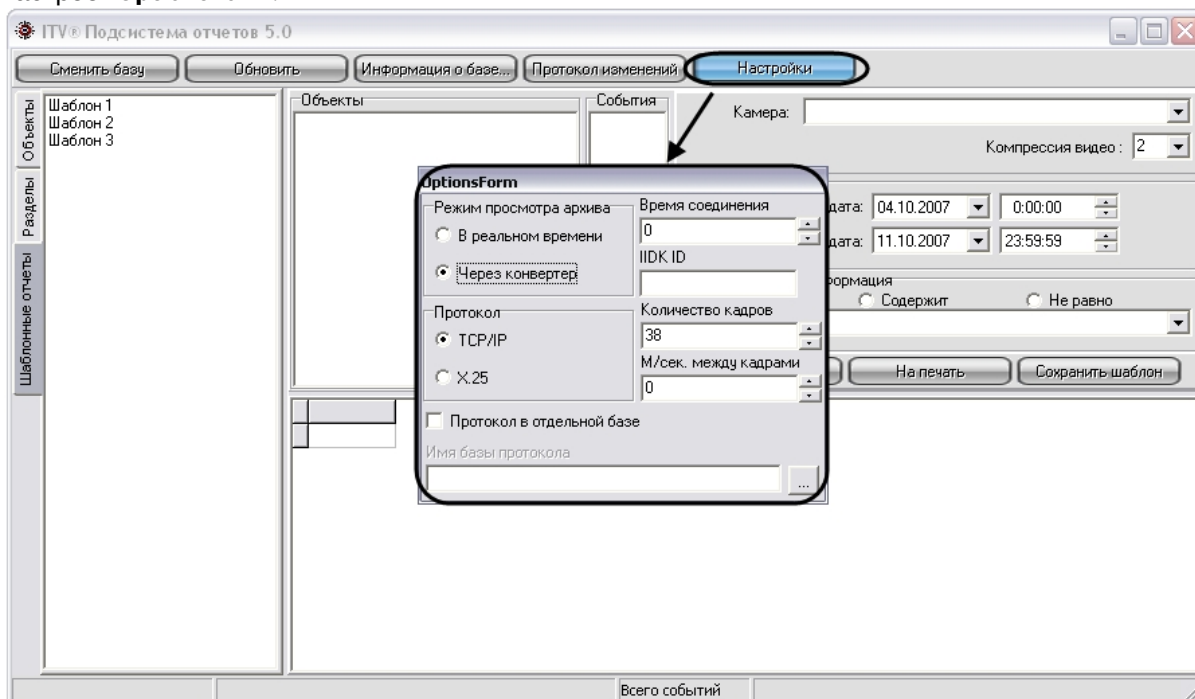 ITV® Подсистема отчетов 5.0
Сменить базу Обновить Информация о базе... Протокол изменений Настройки
Объекты
Разделы
Шаблонные отчеты
Шаблон 1
Шаблон 2
Шаблон 3
Объекты События
Камера:
Компрессия видео : 2
дата: 04.10.2007 0:00:00
дата: 11.10.2007 23:59:59
Содержит Не равно
На печать Сохранить шаблон
OptionsForm
Режим просмотра архива
В реальном времени
Через конвертер
Протокол
TCP/IP
X.25
Время соединения
0
IIDK ID
Количество кадров
38
М/сек. между кадрами
0
Протокол в отдельной базе
Имя базы протокола
...
Всего событий